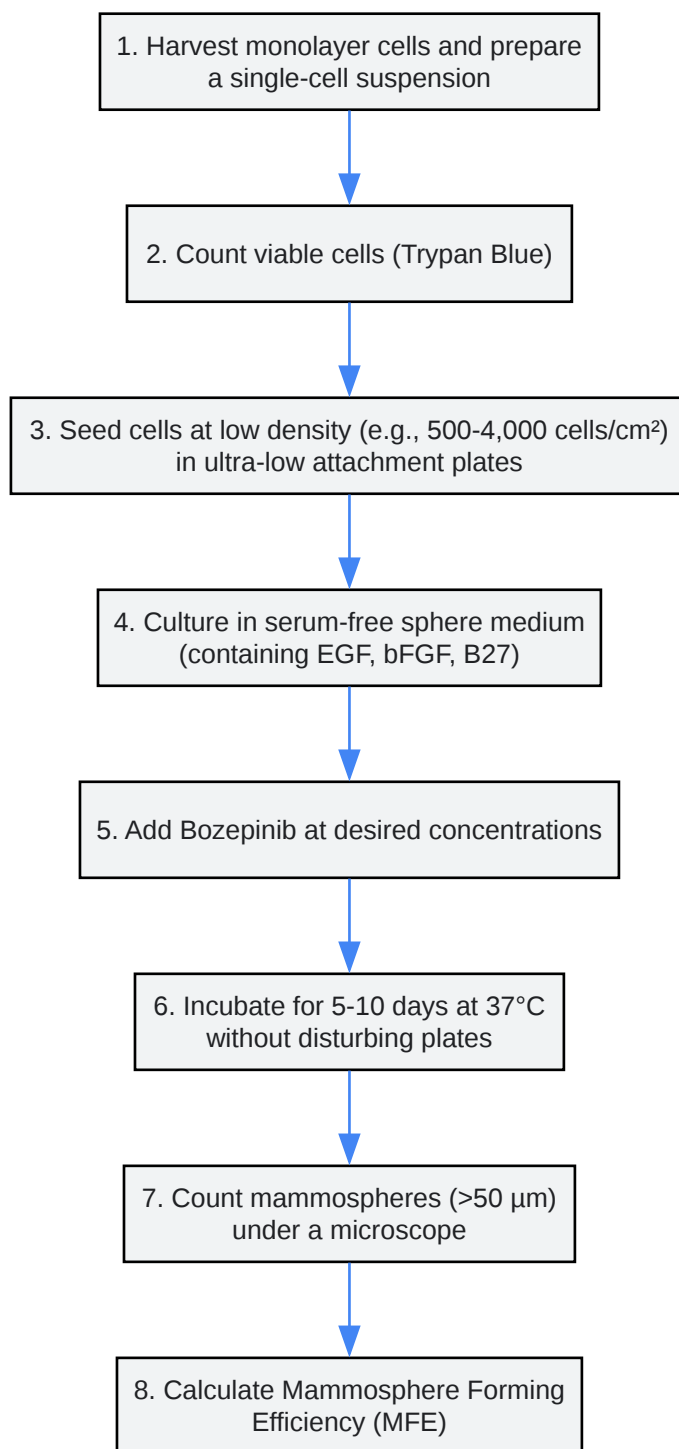 1. Harvest monolayer cells and prepare
a single-cell suspension
2. Count viable cells (Trypan Blue)
3. Seed cells at low density (e.g., 500-4,000 cells/cm²)
in ultra-low attachment plates
4. Culture in serum-free sphere medium
(containing EGF, bFGF, B27)
5. Add Bozepinib at desired concentrations
6. Incubate for 5-10 days at 37°C
without disturbing plates
7. Count mammospheres (>50 µm)
under a microscope
8. Calculate Mammosphere Forming
Efficiency (MFE)